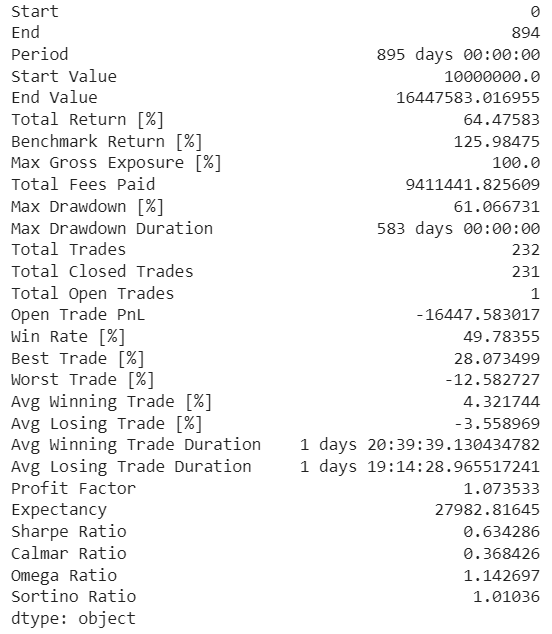 Start 0
End 894
Period 895 days 00:00:00
Start Value 10000000.0
End Value 16447583.016955
Total Return [%] 64.47583
Benchmark Return [%] 125.98475
Max Gross Exposure [%] 100.0
Total Fees Paid 9411441.825609
Max Drawdown [%] 61.066731
Max Drawdown Duration 583 days 00:00:00
Total Trades 232
Total Closed Trades 231
Total Open Trades 1
Open Trade PnL -16447.583017
Win Rate [%] 49.78355
Best Trade [%] 28.073499
Worst Trade [%] -12.582727
Avg Winning Trade [%] 4.321744
Avg Losing Trade [%] -3.558969
Avg Winning Trade Duration 1 days 20:39:39.130434782
Avg Losing Trade Duration 1 days 19:14:28.965517241
Profit Factor 1.073533
Expectancy 27982.81645
Sharpe Ratio 0.634286
Calmar Ratio 0.368426
Omega Ratio 1.142697
Sortino Ratio 1.01036
dtype: object